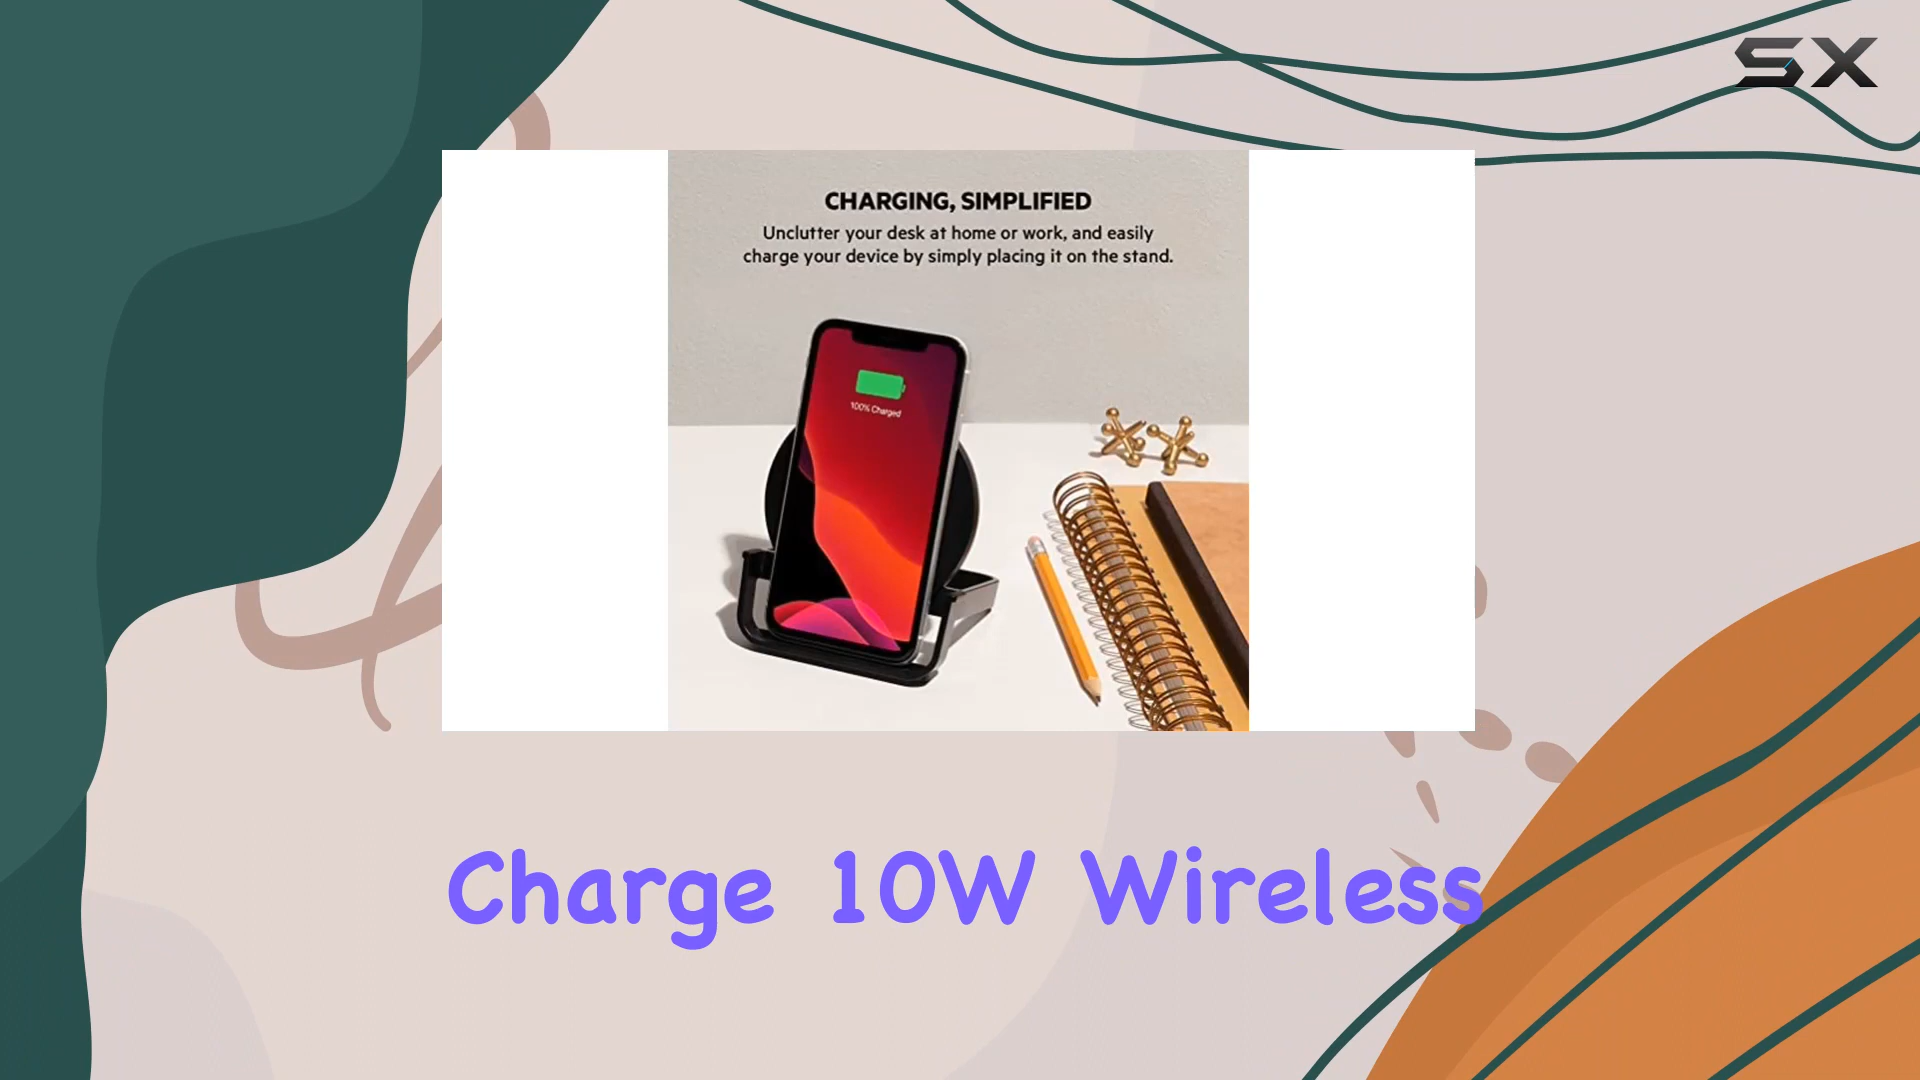 SX
CHARGING, SIMPLIFIED
Unclutter your desk at home or work, and easily
charge your device by simply placing it on the stand.
100% Charged
Charge 10W Wireless